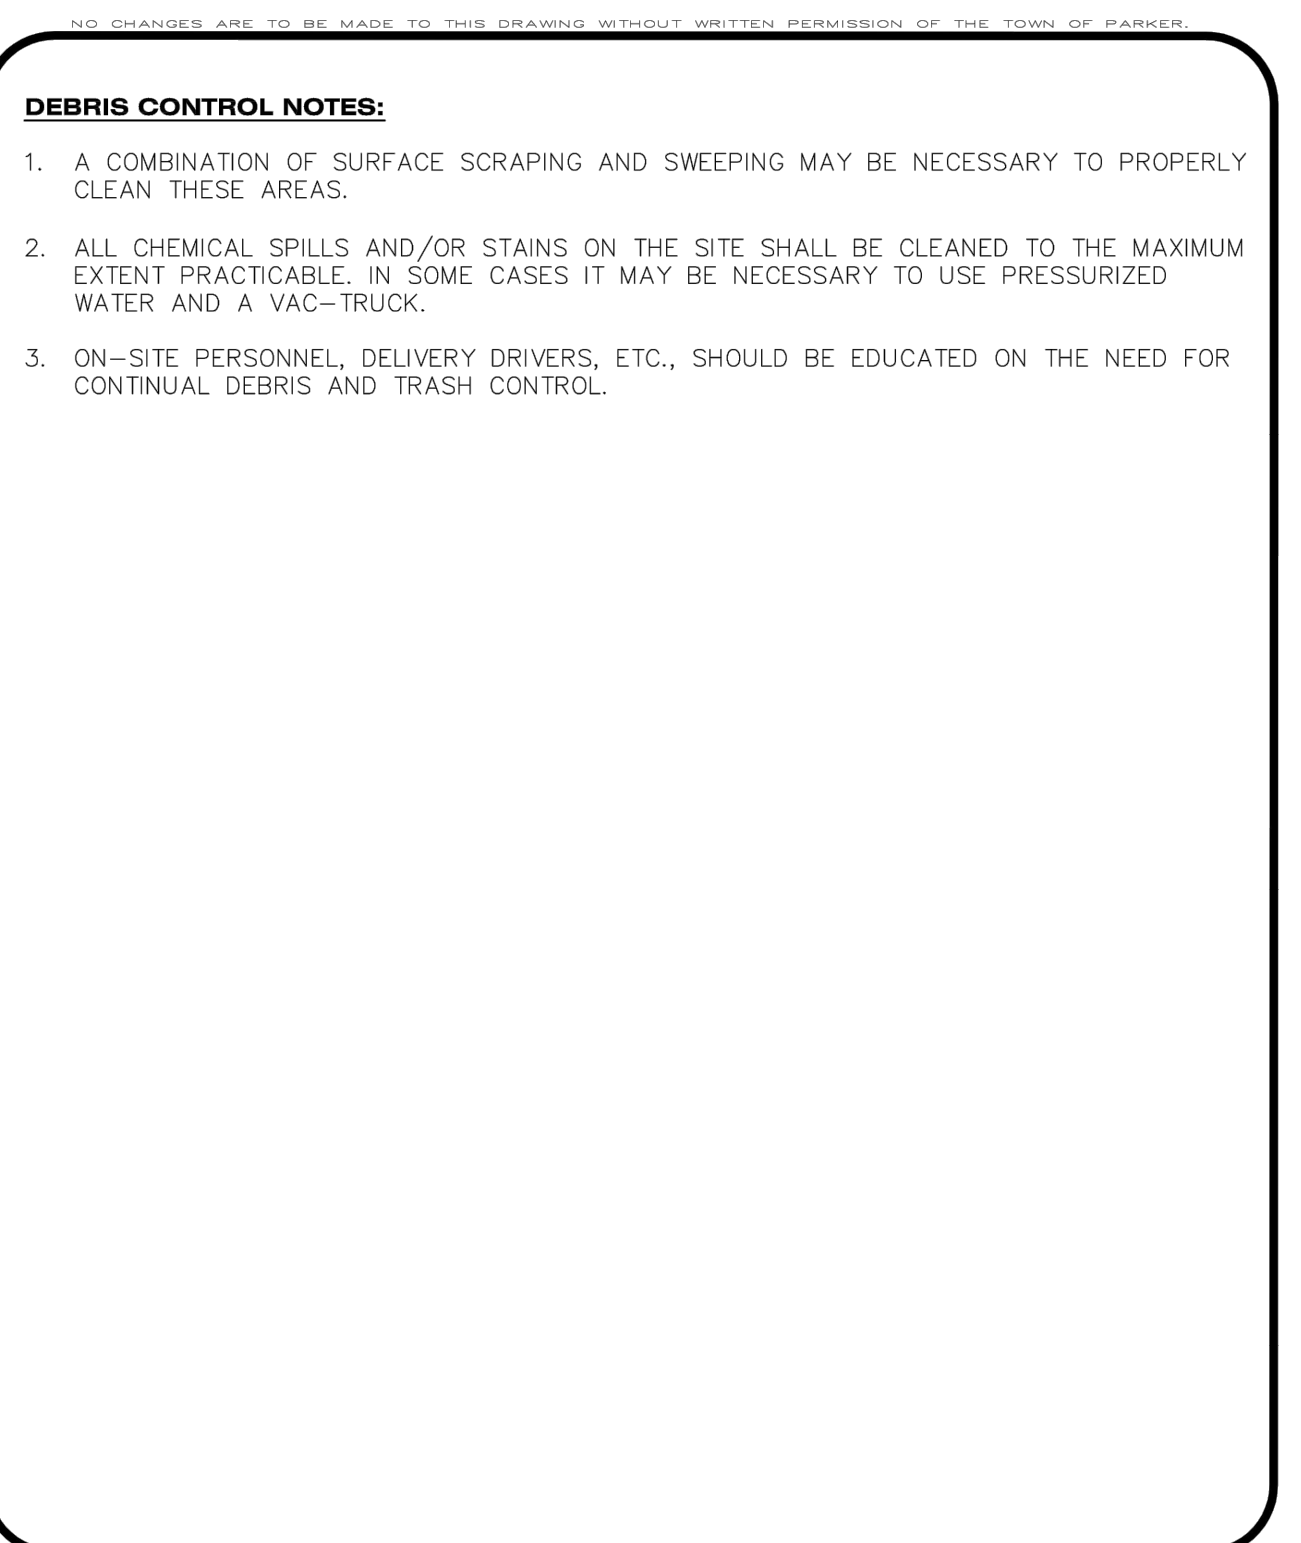 NO CHANGES ARE TO BE MADE TO THIS DRAWING WITHOUT WRITTEN PERMISSION OF THE TOWN OF PARKER.
DEBRIS CONTROL NOTES:
1. A COMBINATION OF SURFACE SCRAPING AND SWEEPING MAY BE NECESSARY TO PROPERLY
CLEAN THESE AREAS.
2. ALL CHEMICAL SPILLS AND/OR STAINS ON THE SITE SHALL BE CLEANED TO THE MAXIMUM
EXTENT PRACTICABLE. IN SOME CASES IT MAY BE NECESSARY TO USE PRESSURIZED
WATER AND A VAC-TRUCK.
3. ON-SITE PERSONNEL, DELIVERY DRIVERS, ETC., SHOULD BE EDUCATED ON THE NEED FOR
CONTINUAL DEBRIS AND TRASH CONTROL.